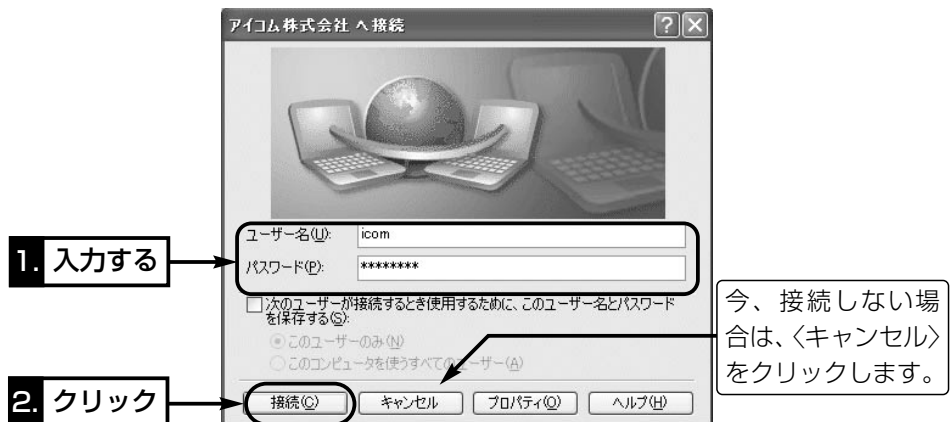 アイコム株式会社 へ接続
ユーザー名(U):
icom
パスワード(P):
********
1. 入力する
次のユーザーが接続するとき使用するために、このユーザー名とパスワード
を保存する(S):
このユーザーのみ(N)
このコンピュータを使うすべてのユーザー(A)
今、接続しない場
合は、〈キャンセル〉
をクリックします。
2. クリック
接続(C)
キャンセル
プロパティ(O)
ヘルプ(H)